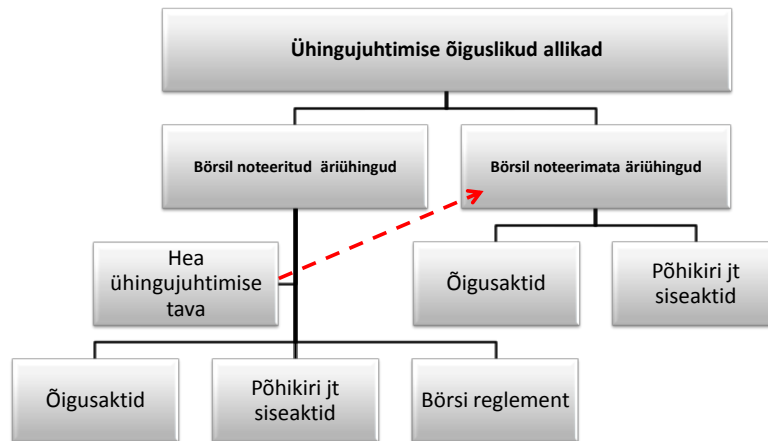 Ühingujuhtimise õiguslikud allikad
Börsil noteeritud äriühingud
Börsil noteerimata äriühingud
Hea
ühingujuhtimise
tava
Õigusaktid
Põhikiri jt
siseaktid
Õigusaktid
Põhikiri jt
siseaktid
Börsi reglement